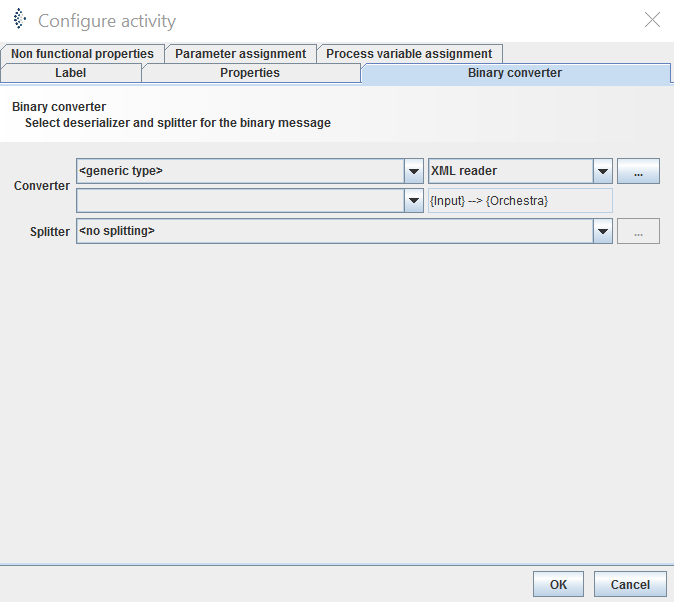 Configure activity
Non functional properties Parameter assignment Process variable assignment
Label Properties Binary converter
Binary converter
Select deserializer and splitter for the binary message
Converter <generic type> XML reader ...
{Input} --> {Orchestra}
Splitter <no splitting> ...
OK Cancel